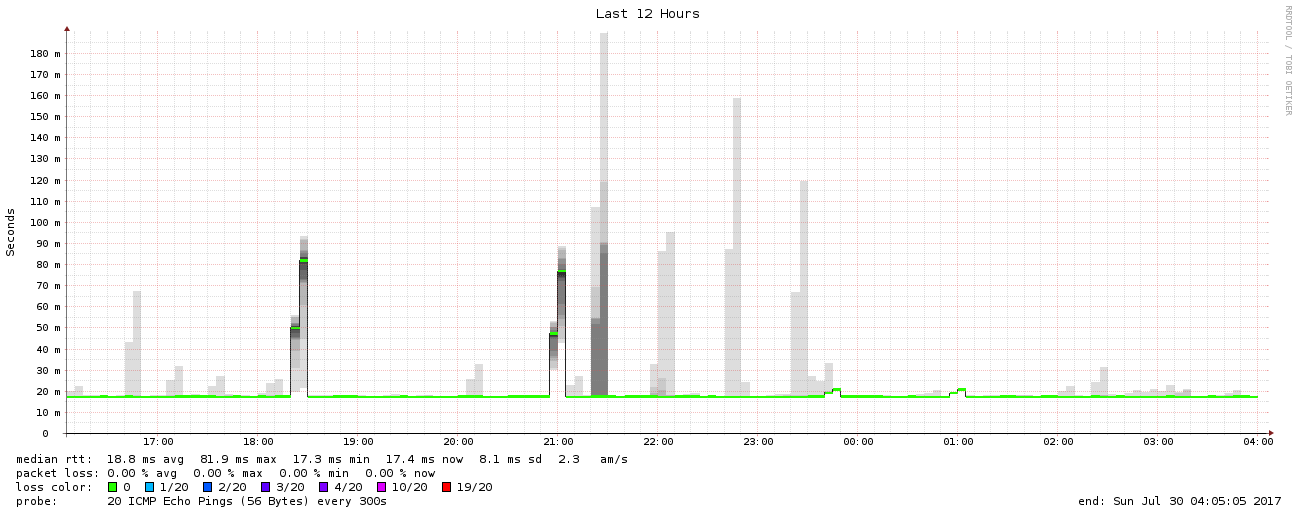 Last 12 Hours
RRDTOOL / TOBI OETIKER
Seconds
180 m
170 m
160 m
150 m
140 m
130 m
120 m
110 m
100 m
90 m
80 m
70 m
60 m
50 m
40 m
30 m
20 m
10 m
0
17:00 18:00 19:00 20:00 21:00 22:00 23:00 00:00 01:00 02:00 03:00 04:00
median rtt: 18.8 ms avg 81.9 ms max 17.3 ms min 17.4 ms now 8.1 ms sd 2.3 am/s
packet loss: 0.00 % avg 0.00 % max 0.00 % min 0.00 % now
loss color: 0 1/20 2/20 3/20 4/20 10/20 19/20
probe: 20 ICMP Echo Pings (56 Bytes) every 300s end: Sun Jul 30 04:05:05 2017